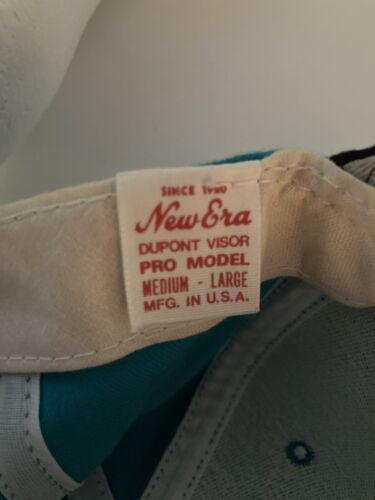 SINCE 1920
New Era
DUPONT VISOR
PRO MODEL
MEDIUM - LARGE
MFG. IN U.S.A.